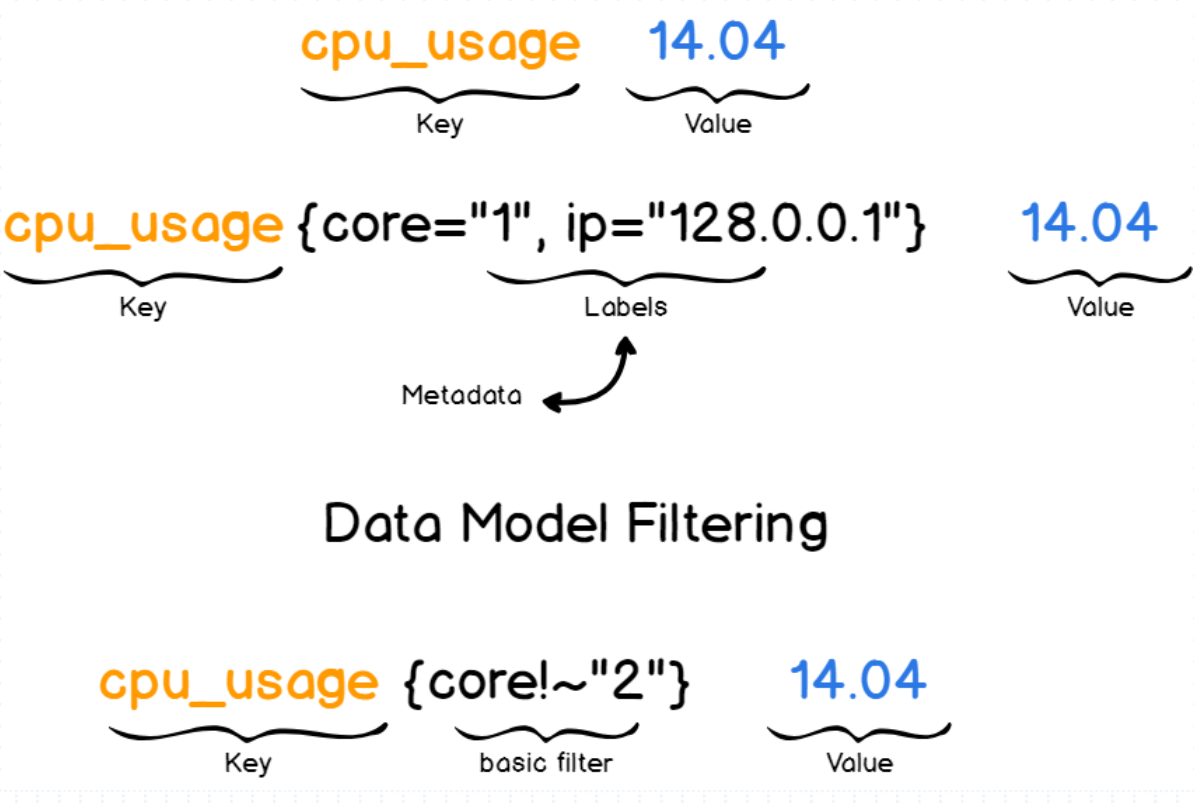 cpu_usage 14.04
Key Value
cpu_usage {core="1", ip="128.0.0.1"} 14.04
Key Labels Value
Metadata
Data Model Filtering
cpu_usage {core!~"2"} 14.04
Key basic filter Value